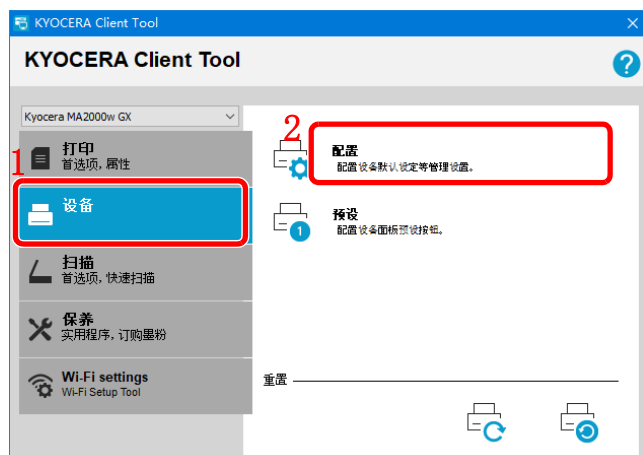 KYOCERA Client Tool
KYOCERA Client Tool
?
Kyocera MA2000w GX
1
打印
首选项, 属性
设备
扫描
首选项, 快速扫描
保养
实用程序, 订购墨粉
Wi-Fi settings
Wi-Fi Setup Tool
2
配置
配置设备默认设定等管理设置。
预设
配置设备面板预设按钮。
1
重置